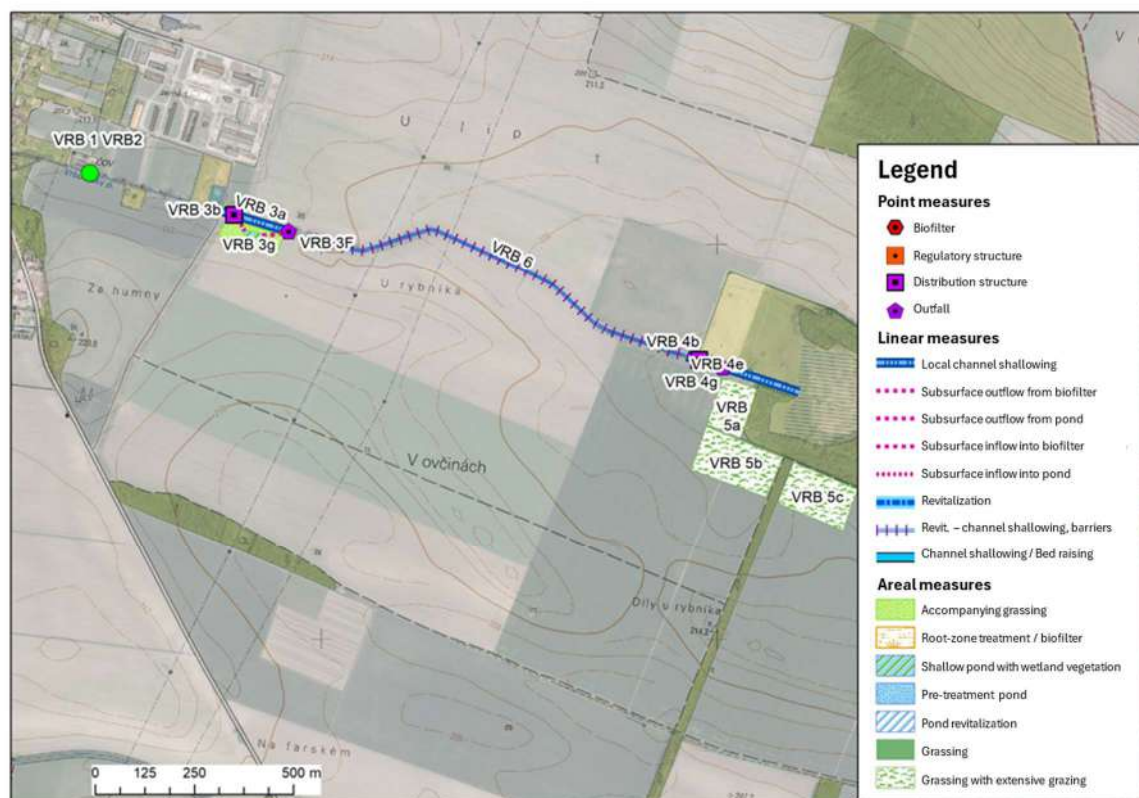 U lip
VRB 1 VRB2
ČOV
VRB 3b
VRB 3a
VRB 3g
VRB 3F
Za humny
U rybníka
VRB 6
VRB 4b
VRB 4e
VRB 4g
VRB
5a
VRB 5b
VRB 5c
V ovčinách
Díly u rybníka
Na farském
0 125 250 500 m
Legend
Point measures
Biofilter
Regulatory structure
Distribution structure
Outfall
Linear measures
Local channel shallowing
Subsurface outflow from biofilter
Subsurface outflow from pond
Subsurface inflow into biofilter
Subsurface inflow into pond
Revitalization
Revit. – channel shallowing, barriers
Channel shallowing / Bed raising
Areal measures
Accompanying grassing
Root-zone treatment / biofilter
Shallow pond with wetland vegetation
Pre-treatment pond
Pond revitalization
Grassing
Grassing with extensive grazing